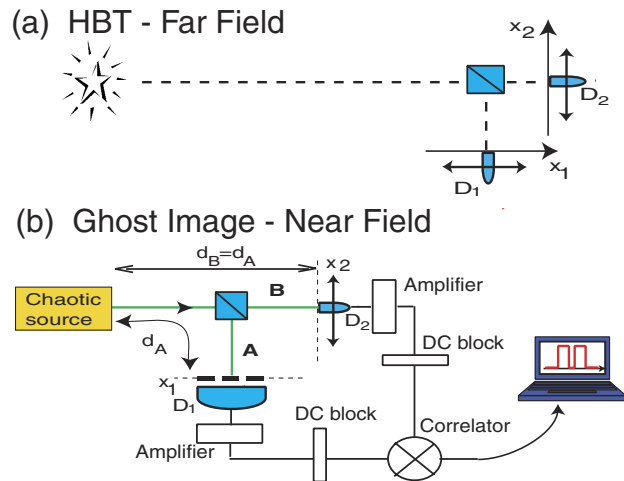 (a) HBT - Far Field
x2
D2
D1
x1
(b) Ghost Image - Near Field
dB=dA
x2
Amplifier
Chaotic
source
B
D2
dA
A
DC block
x1
D1
DC block
Correlator
Amplifier